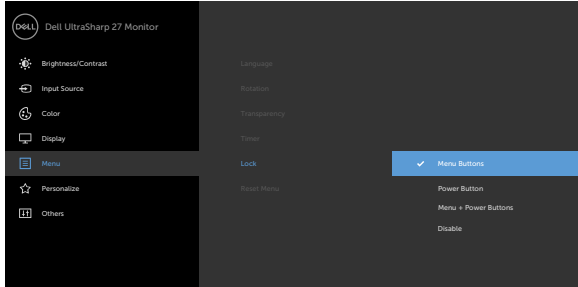 DELL
Dell UltraSharp 27 Monitor
Brightness/Contrast
Input Source
Color
Display
Menu
Personalize
Others
Language
Rotation
Transparency
Timer
Lock
Reset Menu
Menu Buttons
Power Button
Menu + Power Buttons
Disable